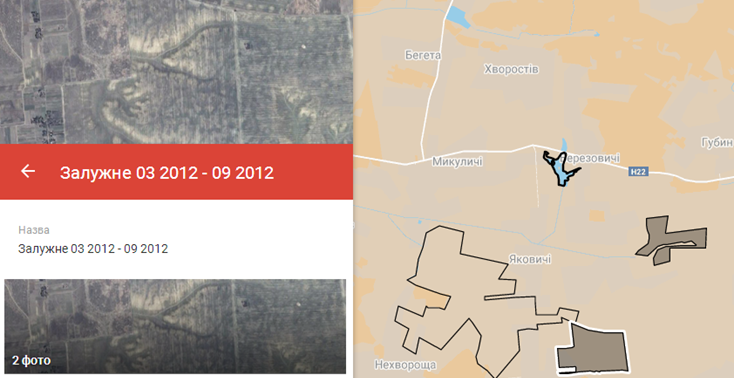 Залужне 03 2012 - 09 2012
Назва
Залужне 03 2012 - 09 2012
2 фото
Бегета
Хворостів
Микуличі
Березовичі
Губин
H22
Яковичі
Нехвороща